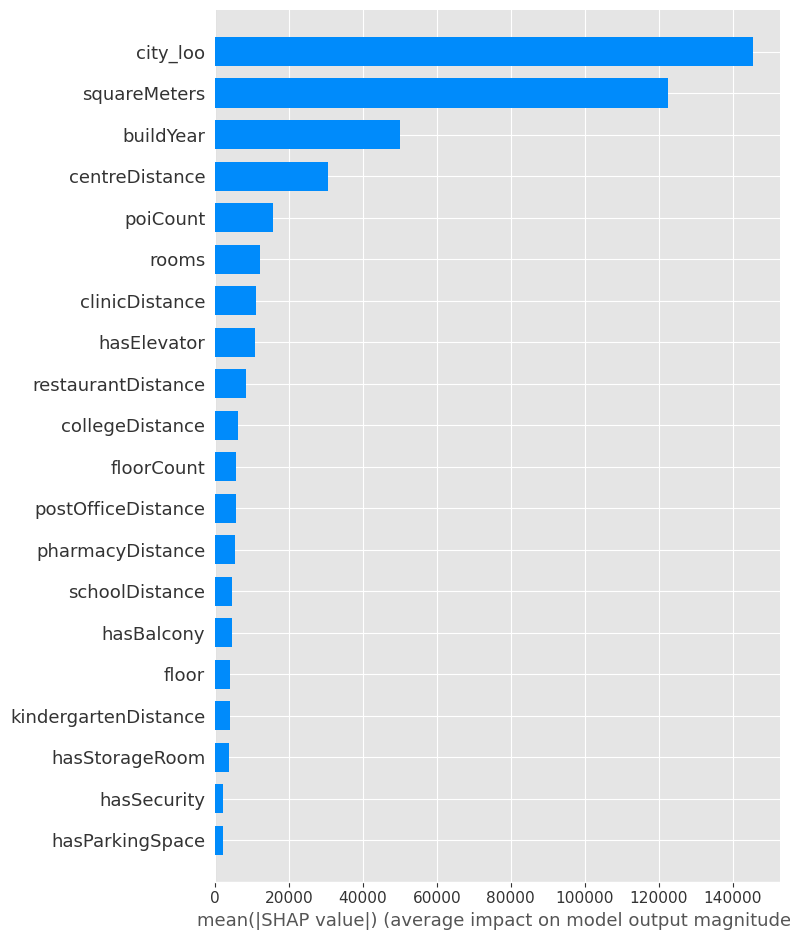 city_loo
squareMeters
buildYear
centreDistance
poiCount
rooms
clinicDistance
hasElevator
restaurantDistance
collegeDistance
floorCount
postOfficeDistance
pharmacyDistance
schoolDistance
hasBalcony
floor
kindergartenDistance
hasStorageRoom
hasSecurity
hasParkingSpace
0 20000 40000 60000 80000 100000 120000 140000
mean(|SHAP value|) (average impact on model output magnitude